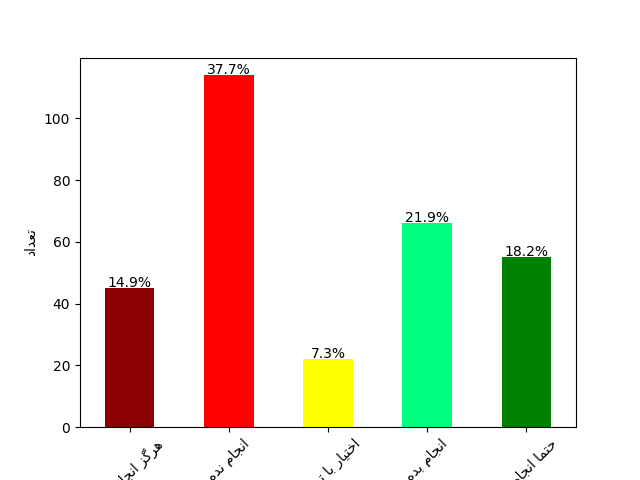 37.7%
100
80
21.9%
60
تعداد
18.2%
14.9%
40
7.3%
20
0
هرگز انجا
انجام نده
اختیار با
انجام بده
حتما انجام